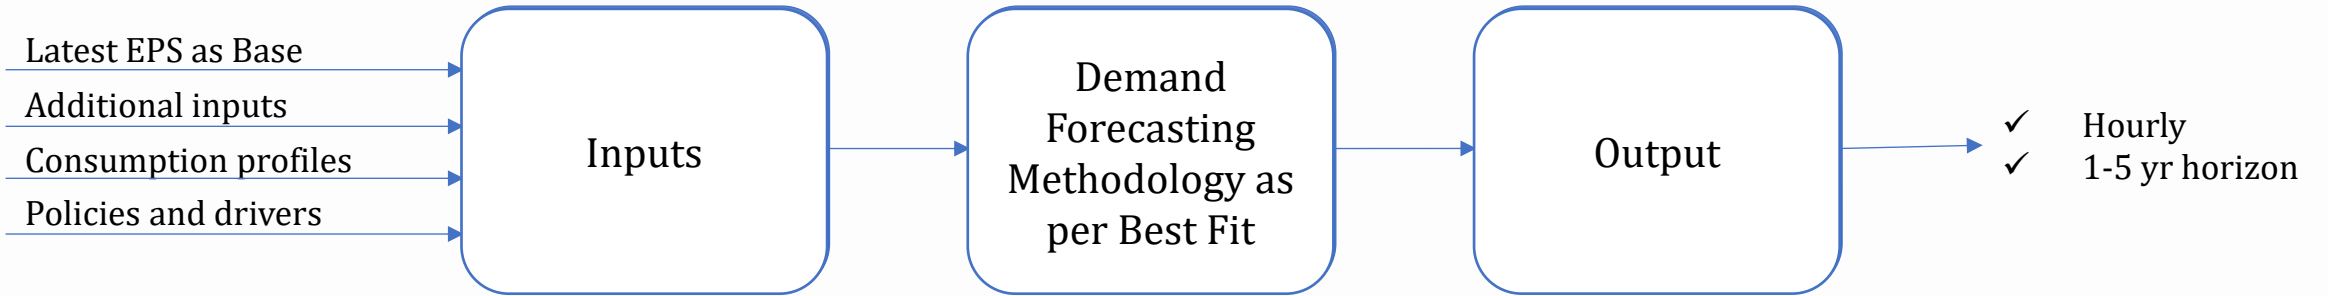 Latest EPS as Base
Additional inputs
Consumption profiles
Policies and drivers
Inputs
Demand
Forecasting
Methodology as
per Best Fit
Output
✓ Hourly
✓ 1-5 yr horizon